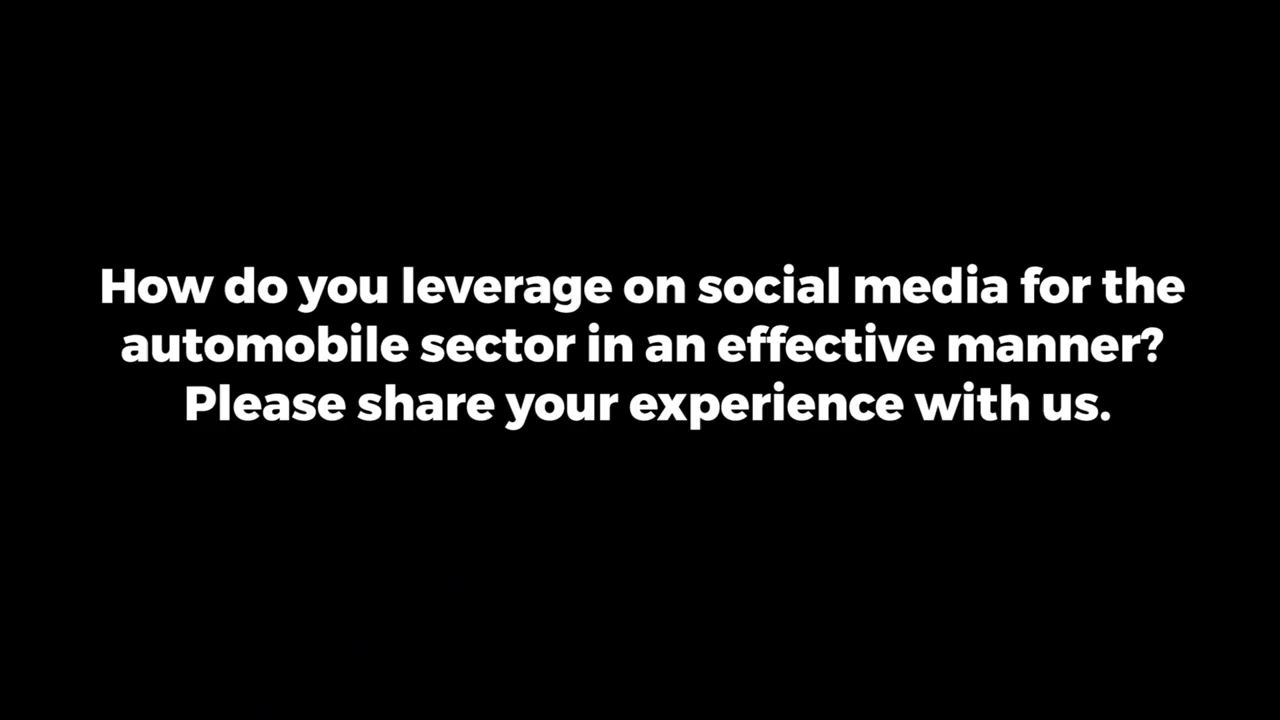 How do you leverage on social media for the
automobile sector in an effective manner?
Please share your experience with us.